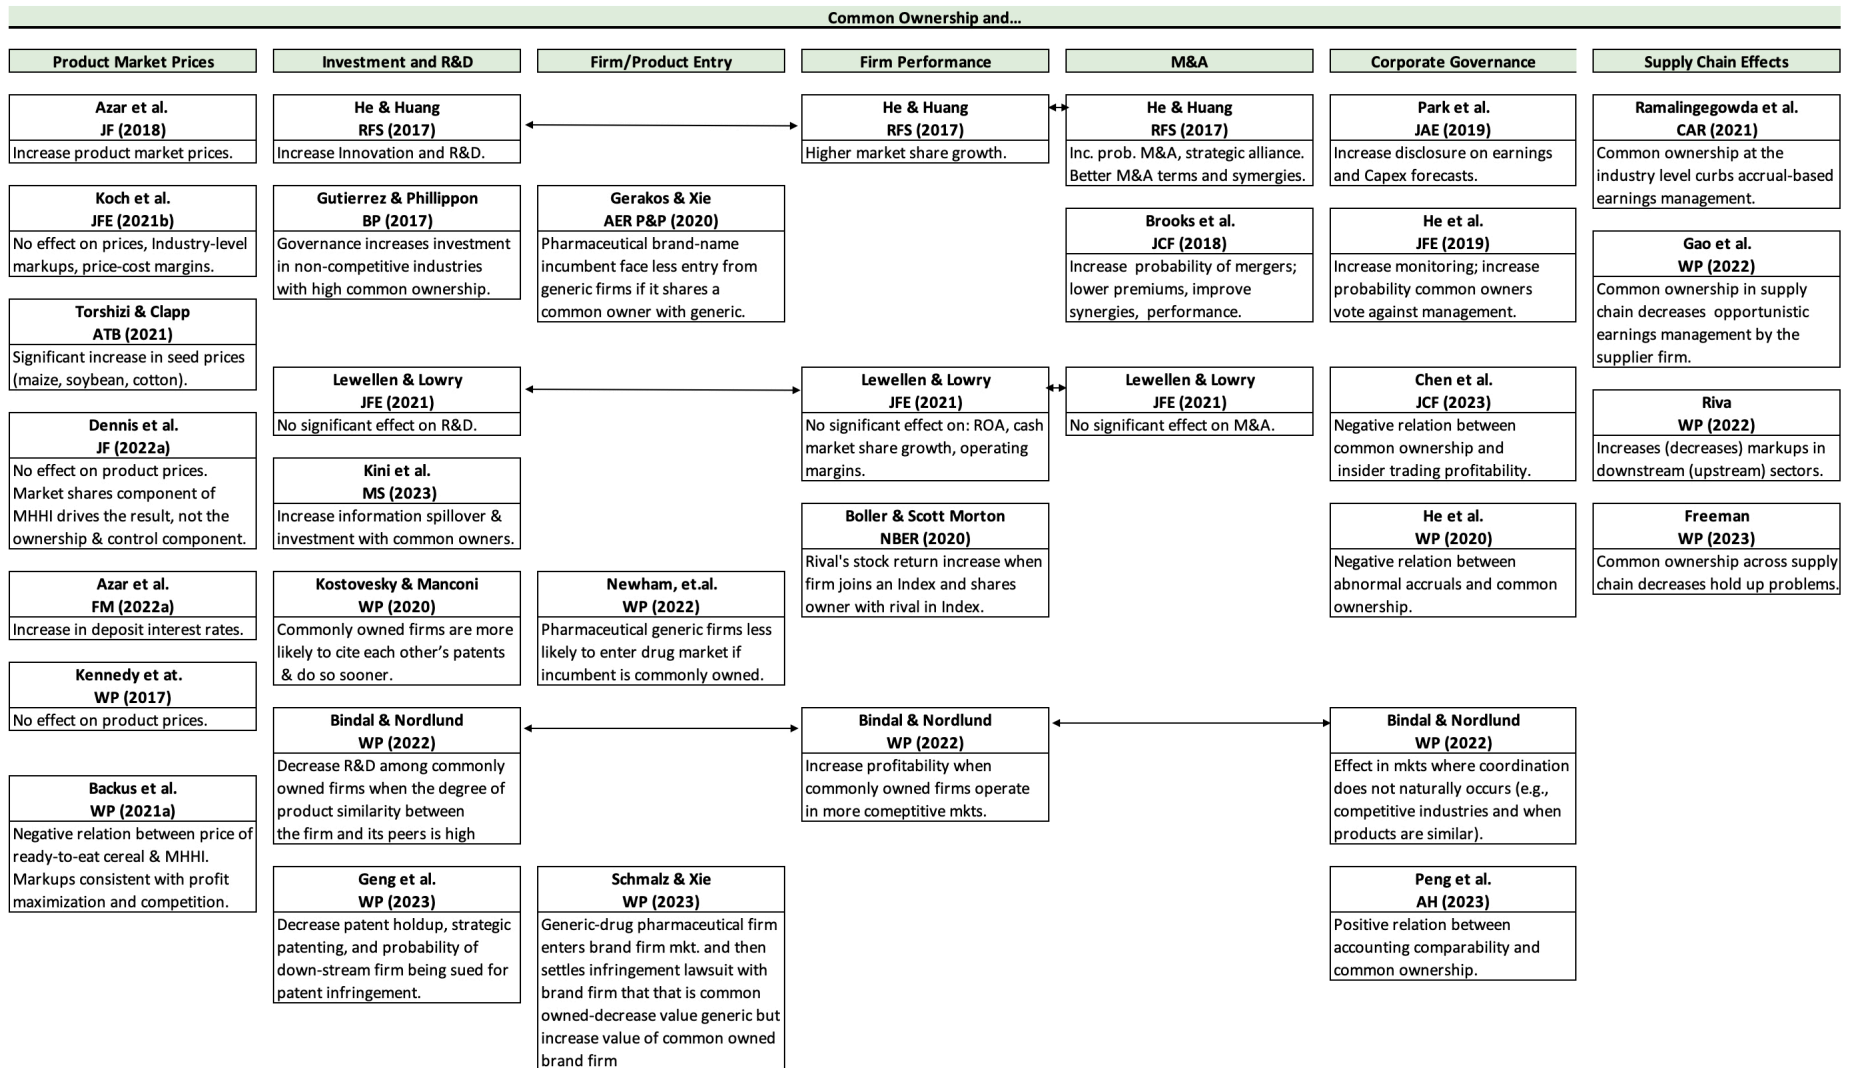 Common Ownership and...
Product Market Prices
Azar et al.
JF (2018)
Increase product market prices.
Koch et al.
JFE (2021b)
No effect on prices, Industry-level
markups, price-cost margins.
Torshizi & Clapp
ATB (2021)
Significant increase in seed prices
(maize, soybean, cotton).
Dennis et al.
JF (2022a)
No effect on product prices.
Market shares component of
MHHI drives the result, not the
ownership & control component.
Azar et al.
FM (2022a)
Increase in deposit interest rates.
Kennedy et at.
WP (2017)
No effect on product prices.
Backus et al.
WP (2021a)
Negative relation between price of
ready-to-eat cereal & MHHI.
Markups consistent with profit
maximization and competition.
Investment and R&D
He & Huang
RFS (2017)
Increase Innovation and R&D.
Gutierrez & Phillippon
BP (2017)
Governance increases investment
in non-competitive industries
with high common ownership.
Lewellen & Lowry
JFE (2021)
No significant effect on R&D.
Kini et al.
MS (2023)
Increase information spillover &
investment with common owners.
Kostovesky & Manconi
WP (2020)
Commonly owned firms are more
likely to cite each other’s patents
& do so sooner.
Bindal & Nordlund
WP (2022)
Decrease R&D among commonly
owned firms when the degree of
product similarity between
the firm and its peers is high
Geng et al.
WP (2023)
Decrease patent holdup, strategic
patenting, and probability of
down-stream firm being sued for
patent infringement.
Firm/Product Entry
Gerakos & Xie
AER P&P (2020)
Pharmaceutical brand-name
incumbent face less entry from
generic firms if it shares a
common owner with generic.
Newham, et.al.
WP (2022)
Pharmaceutical generic firms less
likely to enter drug market if
incumbent is commonly owned.
Schmalz & Xie
WP (2023)
Generic-drug pharmaceutical firm
enters brand firm mkt. and then
settles infringement lawsuit with
brand firm that that is common
owned-decrease value generic but
increase value of common owned
brand firm
Firm Performance
He & Huang
RFS (2017)
Higher market share growth.
Lewellen & Lowry
JFE (2021)
No significant effect on: ROA, cash
market share growth, operating
margins.
Boller & Scott Morton
NBER (2020)
Rival's stock return increase when
firm joins an Index and shares
owner with rival in Index.
Bindal & Nordlund
WP (2022)
Increase profitability when
commonly owned firms operate
in more comeptitive mkts.
M&A
He & Huang
RFS (2017)
Inc. prob. M&A, strategic alliance.
Better M&A terms and symergies.
Brooks et al.
JCF (2018)
Increase probability of mergers;
lower premiums, improve
synergies, performance.
Lewellen & Lowry
JFE (2021)
No significant effect on M&A.
Corporate Governance
Park et al.
JAE (2019)
Increase disclosure on earnings
and Capex forecasts.
He et al.
JFE (2019)
Increase monitoring; increase
probability common owners
vote against management.
Chen et al.
JCF (2023)
Negative relation between
common ownership and
insider trading profitability.
He et al.
WP (2020)
Negative relation between
abnormal accruals and common
ownership.
Bindal & Nordlund
WP (2022)
Effect in mkts where coordination
does not naturally occurs (e.g.,
competitive industries and when
products are similar).
Peng et al.
AH (2023)
Positive relation between
accounting comparability and
common ownership.
Supply Chain Effects
Ramalingegowda et al.
CAR (2021)
Common ownership at the
industry level curbs accrual-based
earnings management.
Gao et al.
WP (2022)
Common ownership in supply
chain decreases opportunistic
earnings management by the
supplier firm.
Riva
WP (2022)
Increases (decreases) markups in
downstream (upstream) sectors.
Freeman
WP (2023)
Common ownership across supply
chain decreases hold up problems.